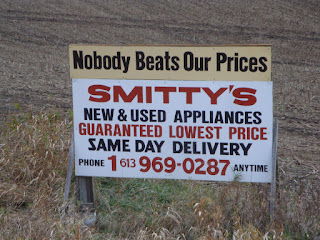 Nobody Beats Our Prices
SMITTY'S
NEW & USED APPLIANCES
GUARANTEED LOWEST PRICE
SAME DAY DELIVERY
PHONE 1 613 969-0287 ANYTIME